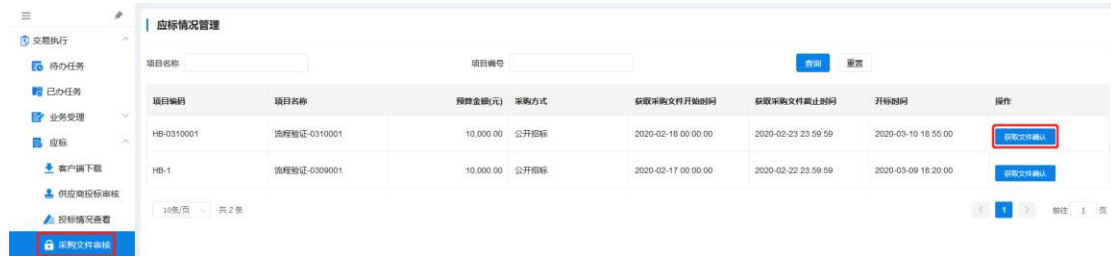 应标情况管理
交易执行
待办任务
已办任务
业务受理
应标
客户端下载
供应商投标审核
投标情况查看
采购文件审核
项目名称 项目编号 查询 重置
项目编码 项目名称 预算金额(元) 采购方式 获取采购文件开始时间 获取采购文件截止时间 开标时间 操作
HB-0310001 流程验证-0310001 10,000.00 公开招标 2020-02-18 00:00:00 2020-02-23 23:59:59 2020-03-10 18:55:00 获取文件确认
HB-1 流程验证-0309001 10,000.00 公开招标 2020-02-17 00:00:00 2020-02-22 23:59:59 2020-03-09 18:20:00 获取文件确认
10条/页 共 2 条 1 前往 1 页